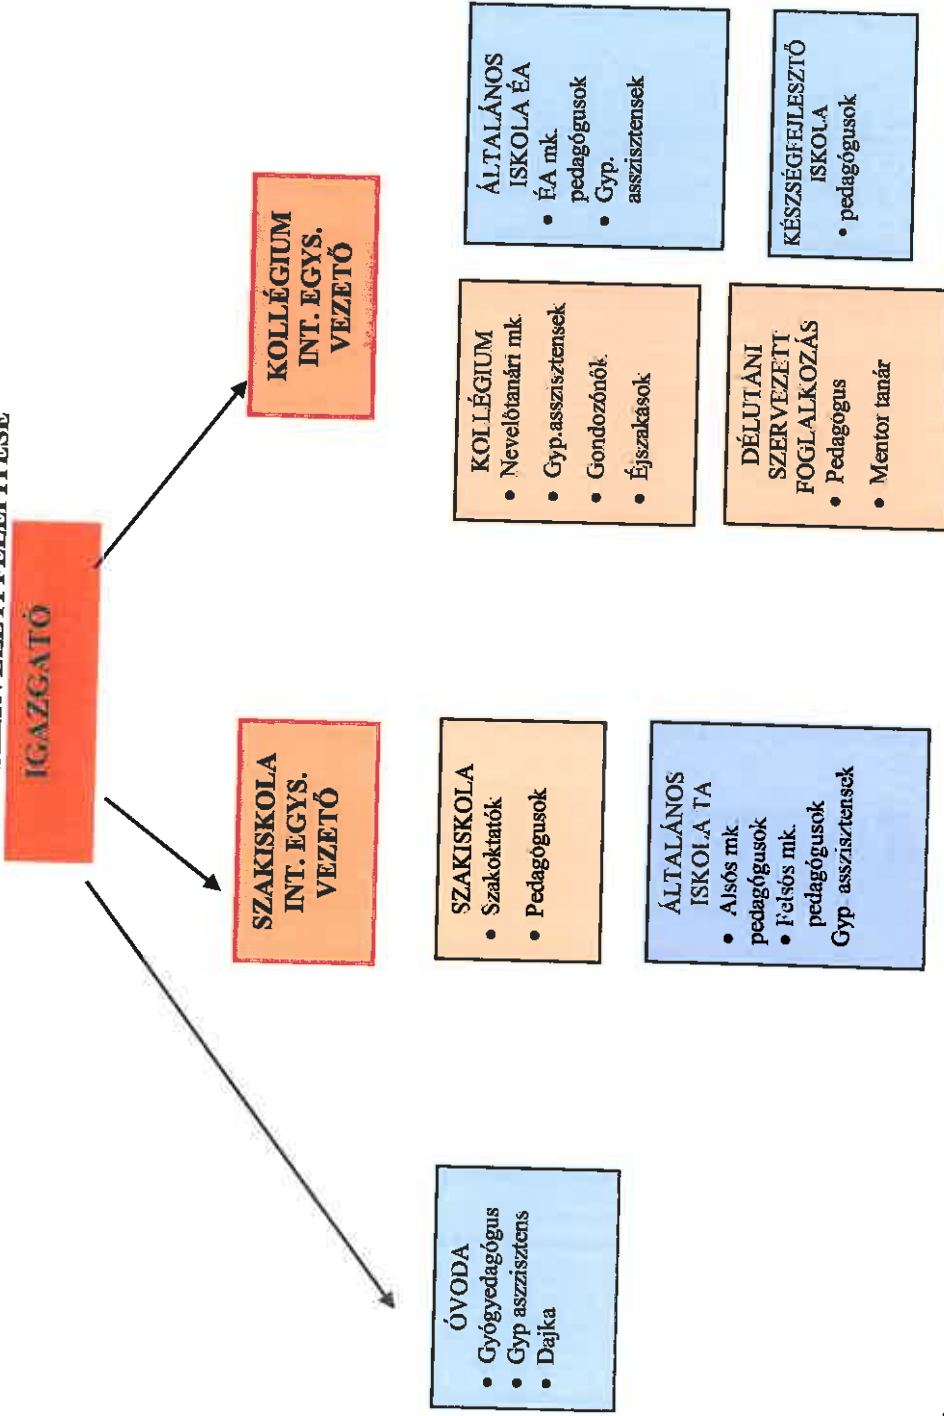 IGAZGATÓ
SZAKISKOLA
INT. EGYS.
VEZETŐ
KOLLÉGIUM
INT. EGYS.
VEZETŐ
ÓVODA
• Gyógyedagógus
• Gyp aszzisztens
• Dajka
SZAKISKOLA
• Szakoktatók
• Pedagógusok
KOLLÉGIUM
• Nevelőtanári mk.
• Gyp.asszisztensek
• Gondozónők
• Éjszakások
ÁLTALÁNOS
ISKOLA ÉA
• ÉA mk.
pedagógusok
• Gyp.
asszisztensek
ÁLTALÁNOS
ISKOLA TA
• Alsós mk.
pedagógusok
• Felsős mk.
pedagógusok
Gyp. asszisztensek
DÉLUTÁNI
SZERVEZETT
FOGLALKOZÁS
• Pedagógus
• Mentor tanár
KÉSZSÉGFEJLESZTŐ
ISKOLA
• pedagógusok